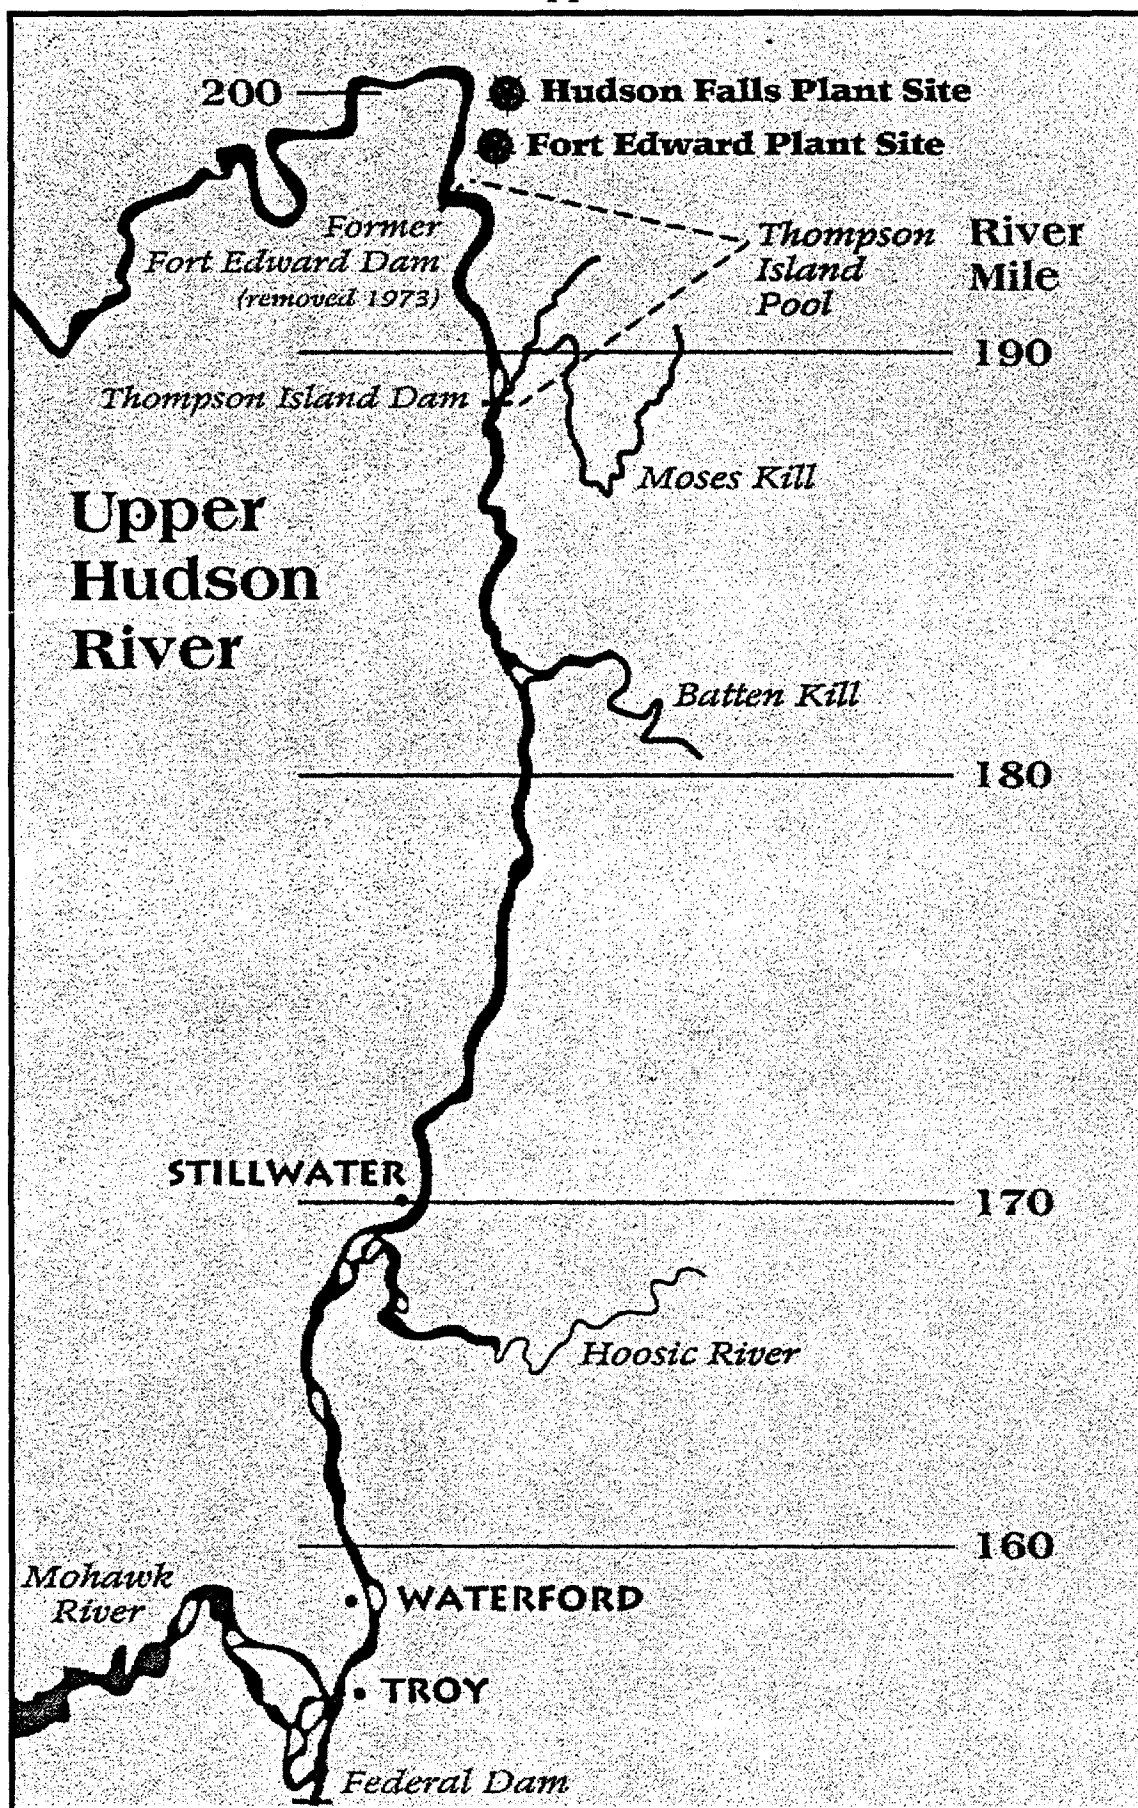 200
Hudson Falls Plant Site
Fort Edward Plant Site
Former
Fort Edward Dam
(removed 1973)
Thompson
Island
Pool
River
Mile
190
Thompson Island Dam
Moses Kill
Upper
Hudson
River
Batten Kill
180
STILLWATER
170
Hoosic River
160
Mohawk
River
WATERFORD
TROY
Federal Dam